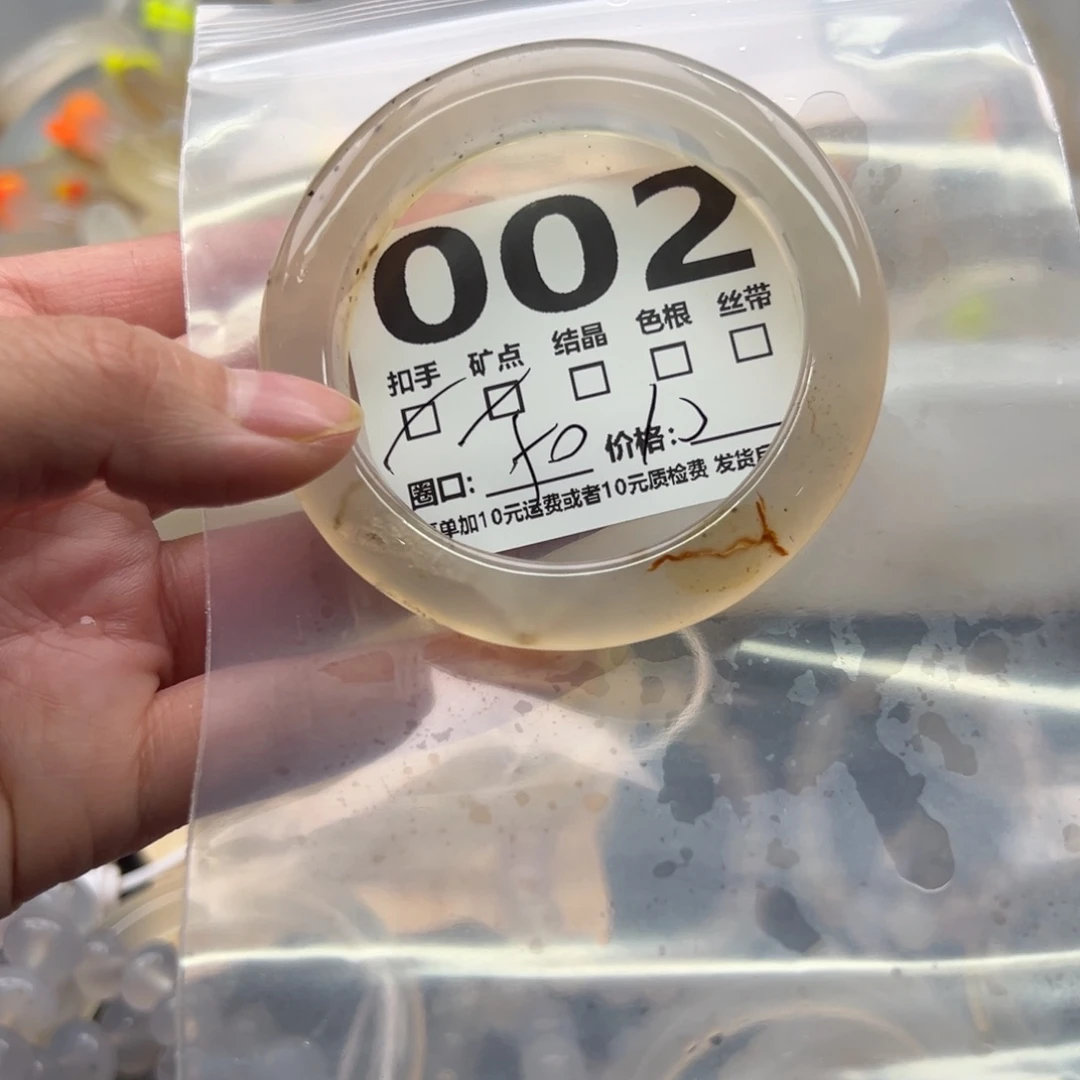 002
扣手 矿点 结晶 色根 丝带
圈口: 价格:
单加10元运费或者10元质检费 发货